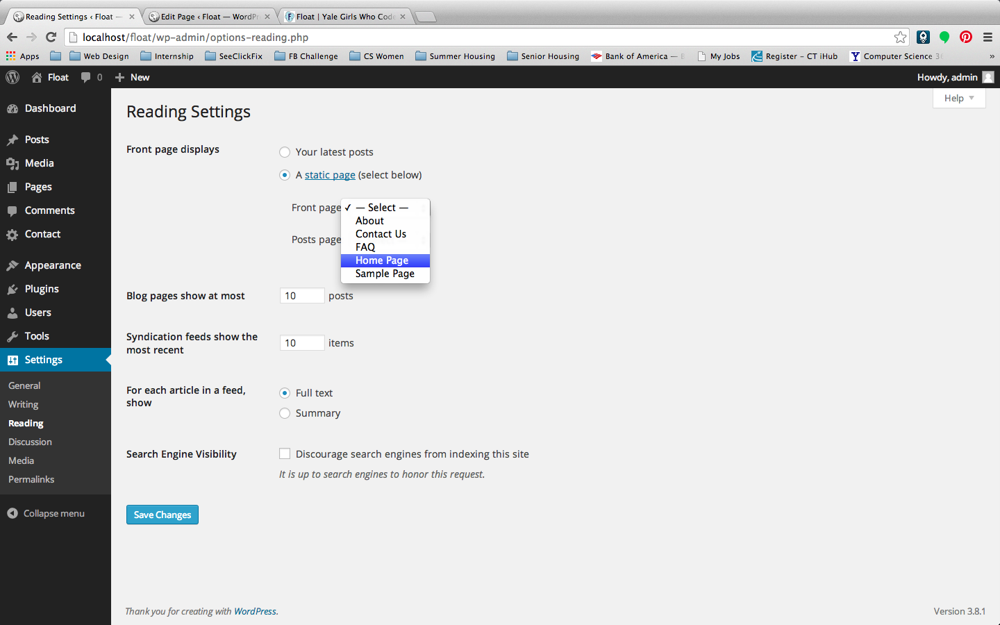 Reading Settings ‹ Float —
Edit Page ‹ Float — WordPr
Float | Yale Girls Who Code
localhost/float/wp-admin/options-reading.php
Apps
Web Design
Internship
SeeClickFix
FB Challenge
CS Women
Summer Housing
Senior Housing
Bank of America —
My Jobs
Register – CT iHub
Computer Science 36
»
Float
0
New
Howdy, admin
Help
Dashboard
Posts
Media
Pages
Comments
Contact
Appearance
Plugins
Users
Tools
Settings
General
Writing
Reading
Discussion
Media
Permalinks
Collapse menu
Reading Settings
Front page displays
Your latest posts
A static page (select below)
Front page
✓ — Select —
About
Contact Us
FAQ
Home Page
Sample Page
Posts page
Blog pages show at most
10 posts
Syndication feeds show the
most recent
10 items
For each article in a feed,
show
Full text
Summary
Search Engine Visibility
Discourage search engines from indexing this site
It is up to search engines to honor this request.
Save Changes
Thank you for creating with WordPress.
Version 3.8.1